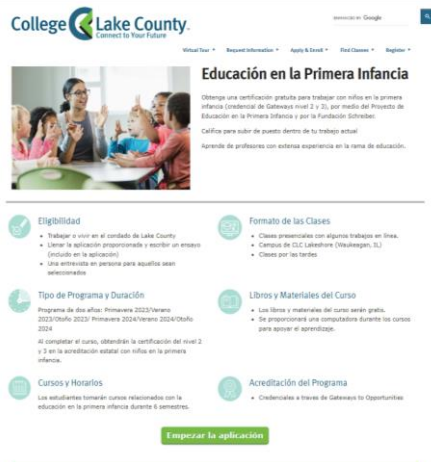 College Lake County
Connect to Your Future
ENHANCED BY Google
Virtual Tour
Request Information
Apply & Enroll
Find Classes
Register
Educación en la Primera Infancia
Obtenga una certificación gratuita para trabajar con niños en la primera
infancia (credencial de Gateways nivel 2 y 3), por medio del Proyecto de
Educación en la Primera Infancia y por la Fundación Schreiber.
Califica para subir de puesto dentro de tu trabajo actual
Aprende de profesores con extensa experiencia en la rama de educación.
Eligibilidad
• Trabajar o vivir en el condado de Lake County
• Llenar la aplicación proporcionada y escribir un ensayo
(incluido en la aplicación)
• Una entrevista en persona para aquellos sean
seleccionados
Formato de las Clases
• Clases presenciales con algunos trabajos en línea.
• Campus de CLC Lakeshore (Waukeagan, IL)
• Clases por las tardes
Tipo de Programa y Duración
Programa de dos años: Primavera 2023/Verano
2023/Otoño 2023/ Primavera 2024/Verano 2024/Otoño
2024
Al completar el curso, obtendrán la certificación del nivel 2
y 3 en la acreditación estatal con niños en la primera
infancia.
Libros y Materiales del Curso
• Los libros y materiales del curso serán gratis.
• Se proporcionará una computadora durante los cursos
para apoyar el aprendizaje.
Cursos y Horarios
Los estudiantes tomarán cursos relacionados con la
educación en la primera infancia durante 6 semestres.
Acreditación del Programa
• Credenciales a traves de Gateways to Opportunities
Empezar la aplicación